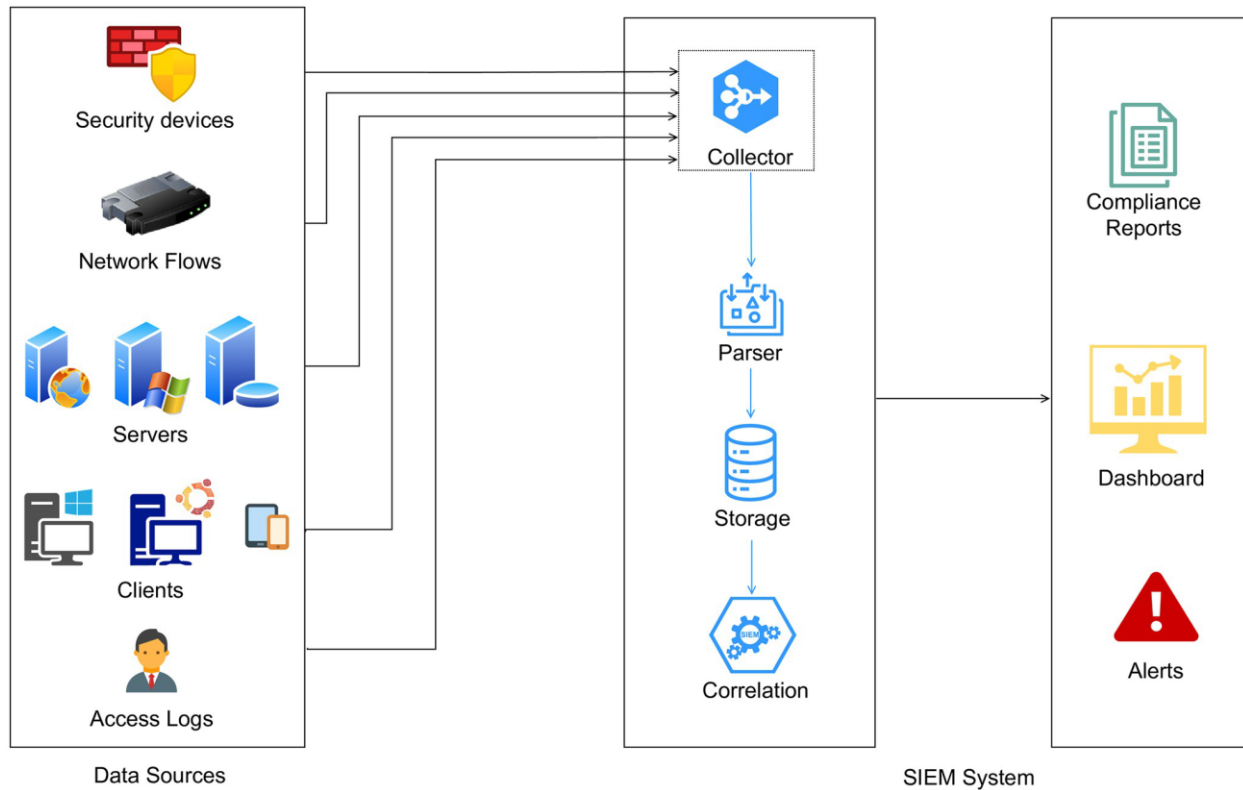 Security devices
Network Flows
Servers
Clients
Access Logs
Data Sources
Collector
Parser
Storage
SIEM
Correlation
Compliance
Reports
Dashboard
Alerts
SIEM System